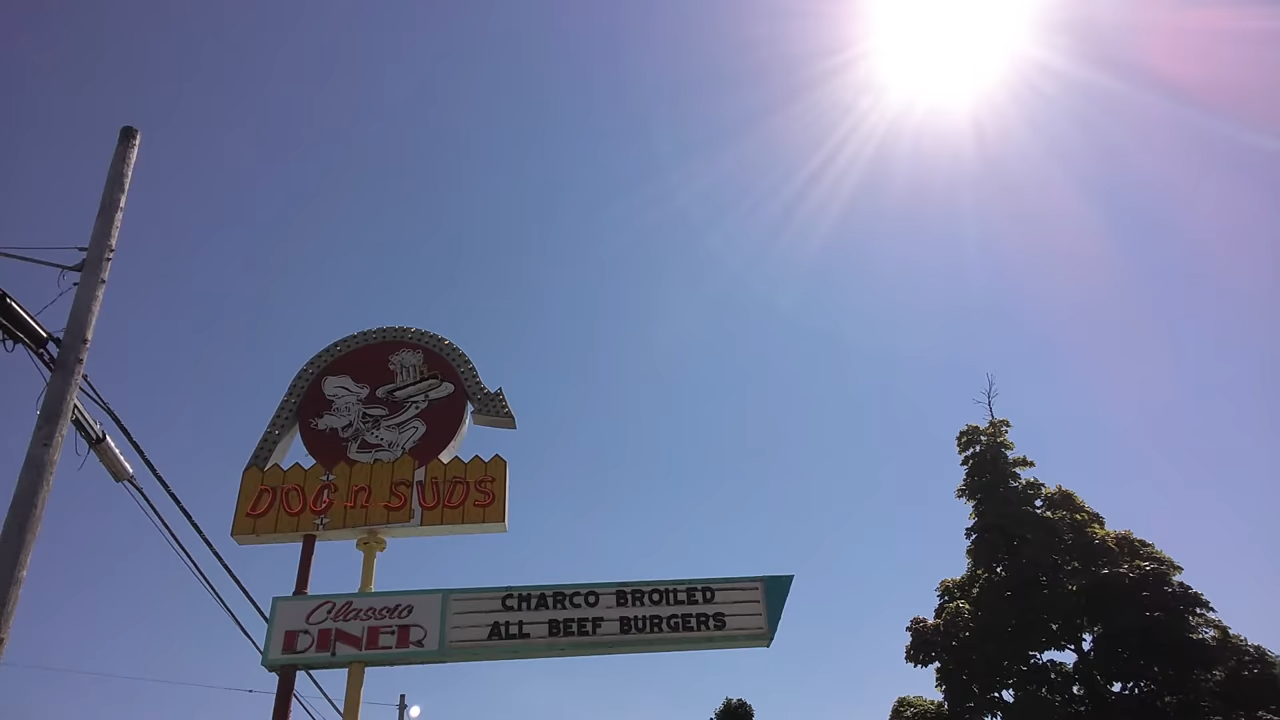 DOG n SUDS
Classic
DINER
CHARCO BROILED
ALL BEEF BURGERS